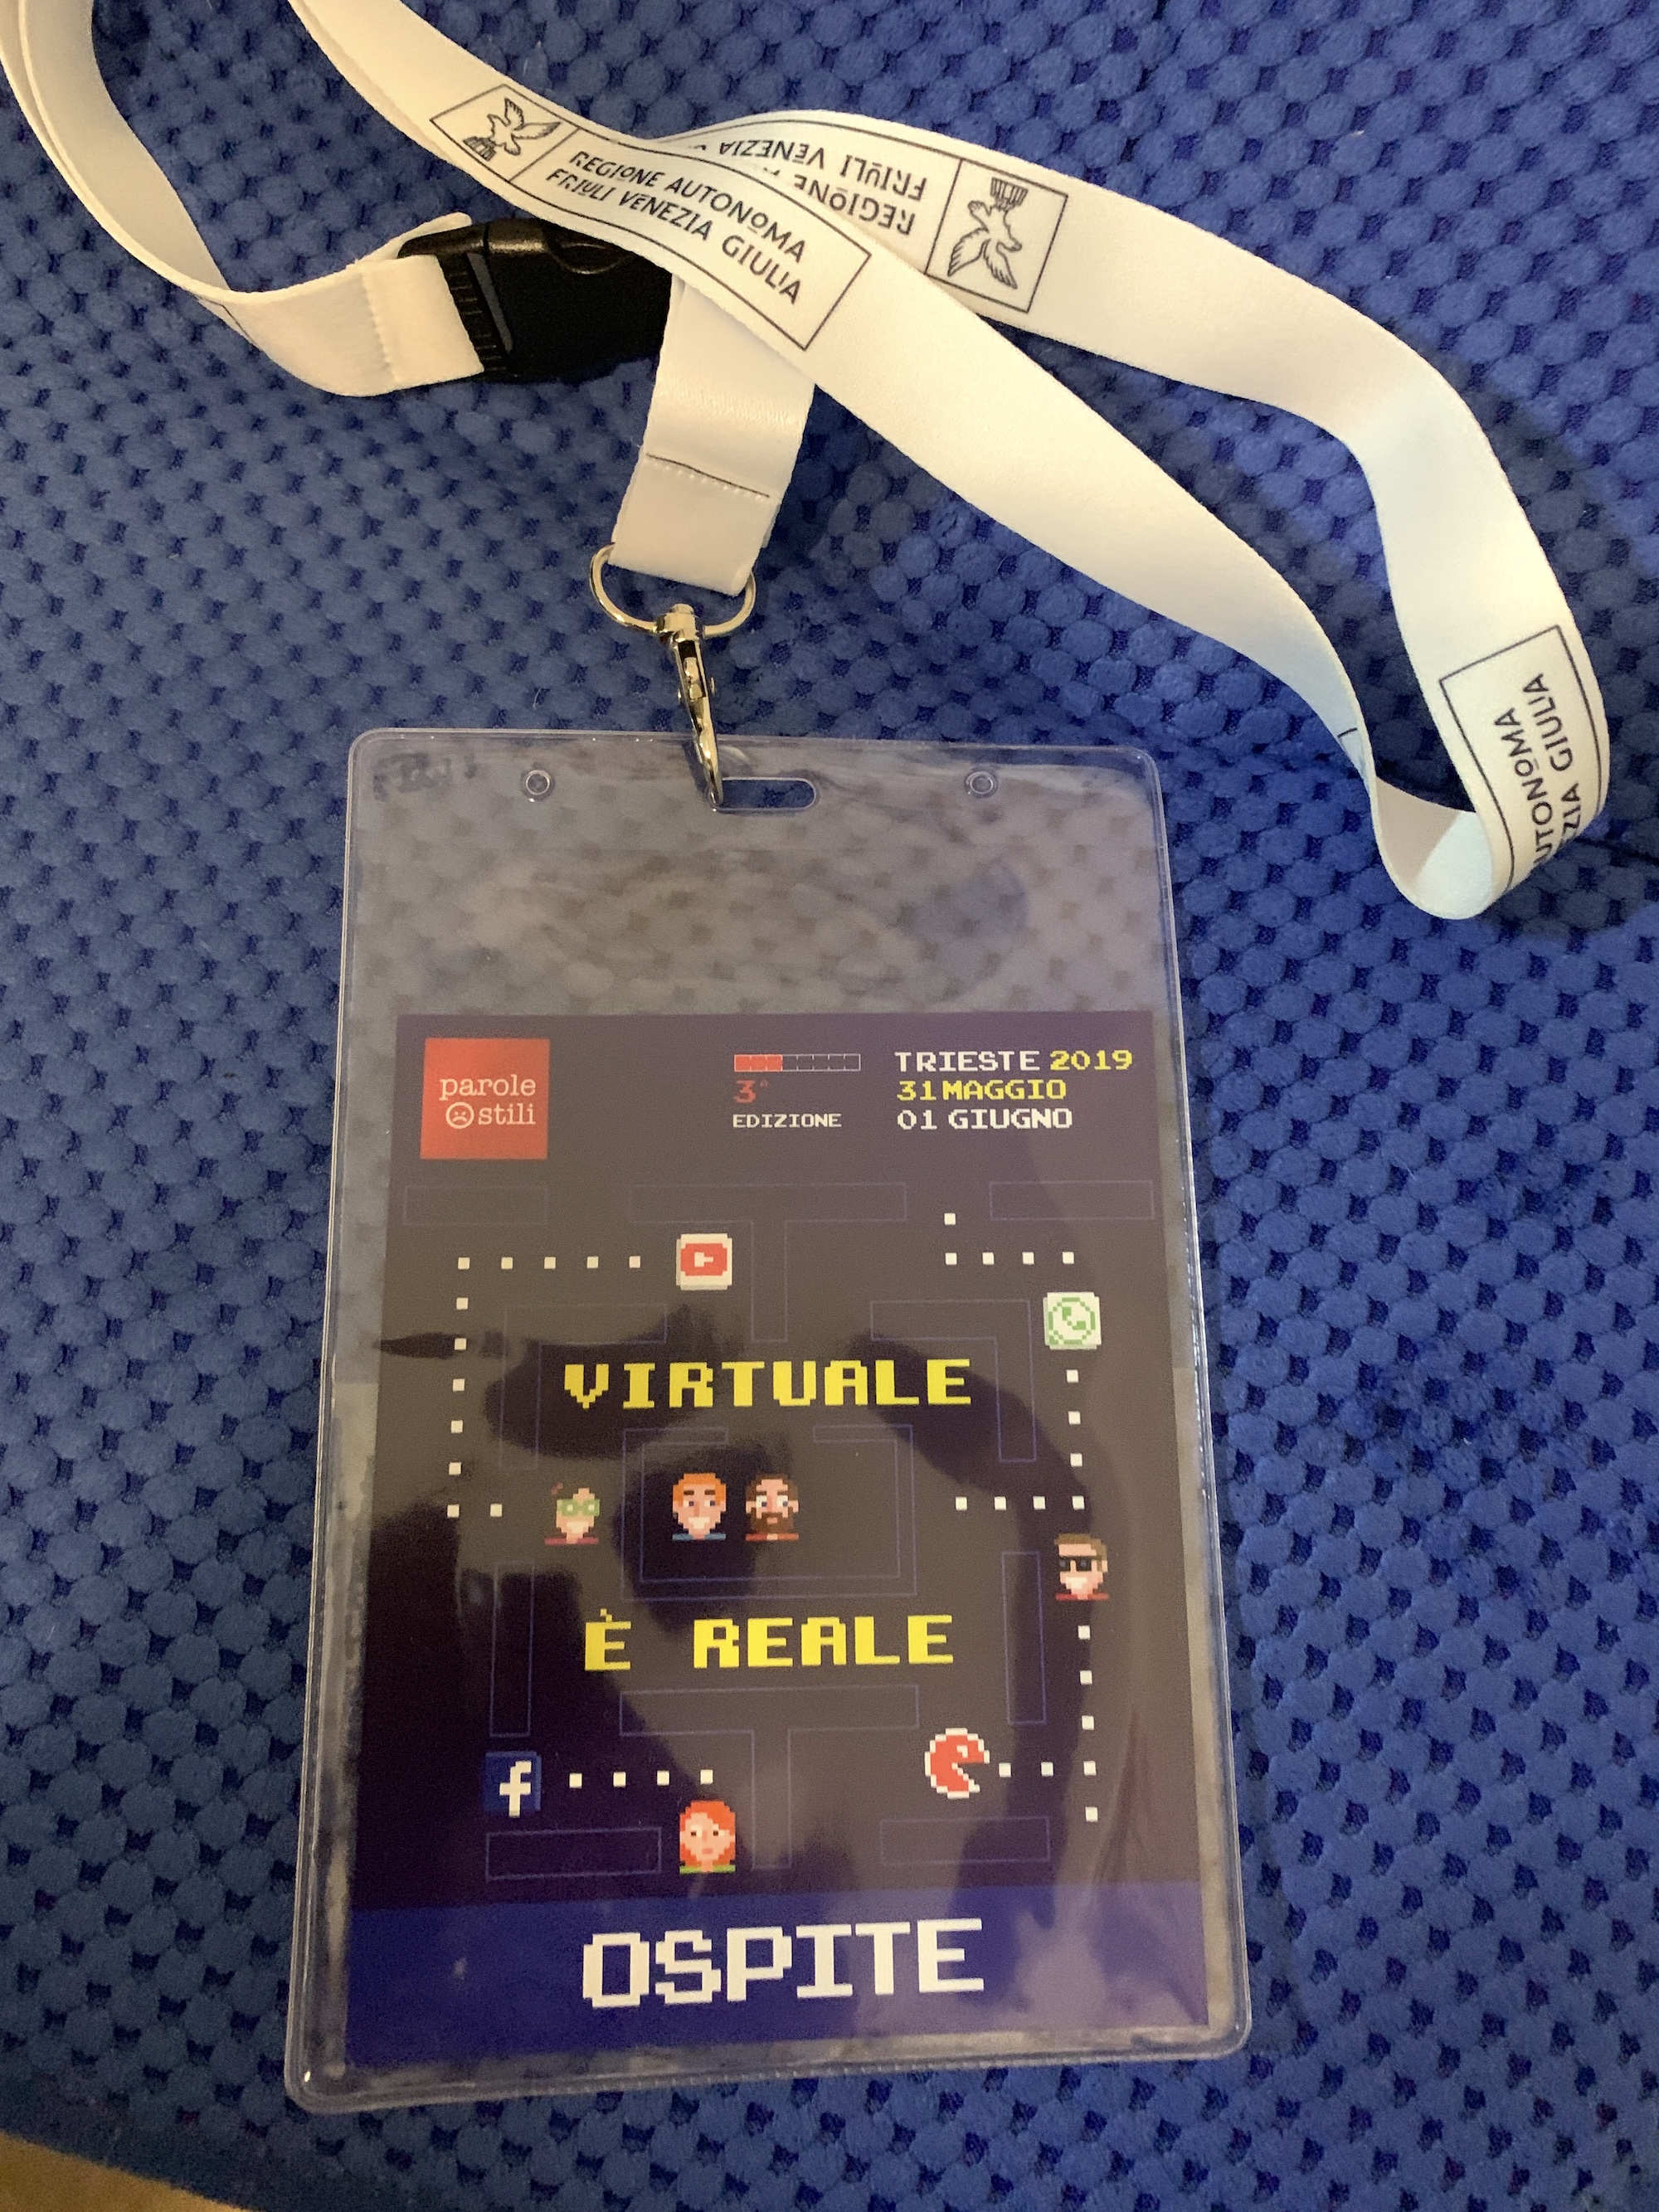 REGIONE AUTONOMA
FRIULI VENEZIA GIULIA
REGIONE
FRIULI VENEZIA
AUTONOMA
GIULIA
parole
stili
3°
EDIZIONE
TRIESTE 2019
31 MAGGIO
01 GIUGNO
VIRTUALE
È REALE
f
OSPITE